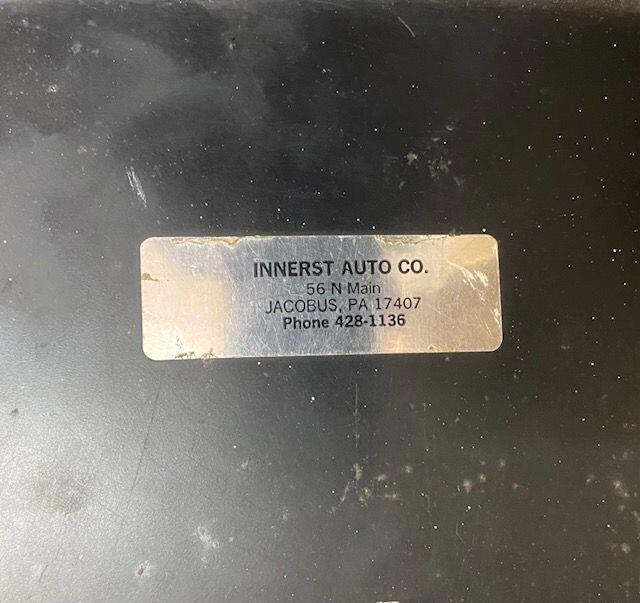 INNERST AUTO CO.
56 N Main
JACOBUS, PA 17407
Phone 428-1136